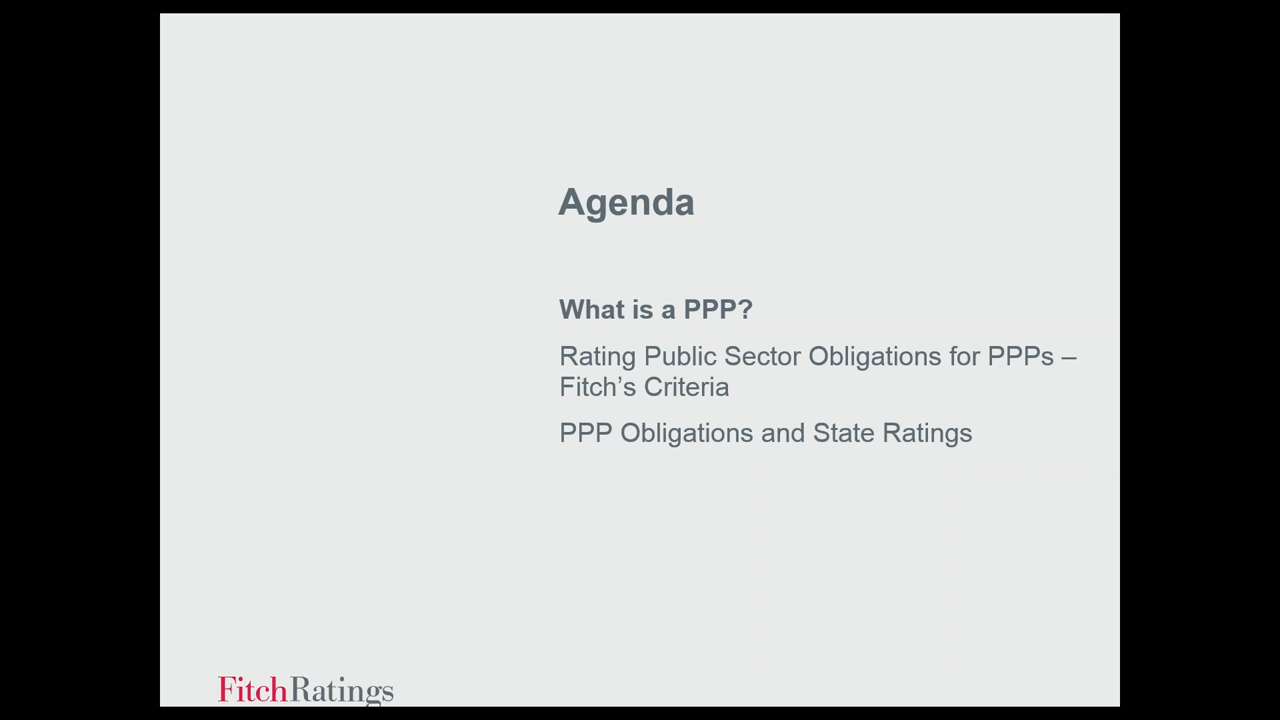 Agenda
What is a PPP?
Rating Public Sector Obligations for PPPs –
Fitch’s Criteria
PPP Obligations and State Ratings
FitchRatings